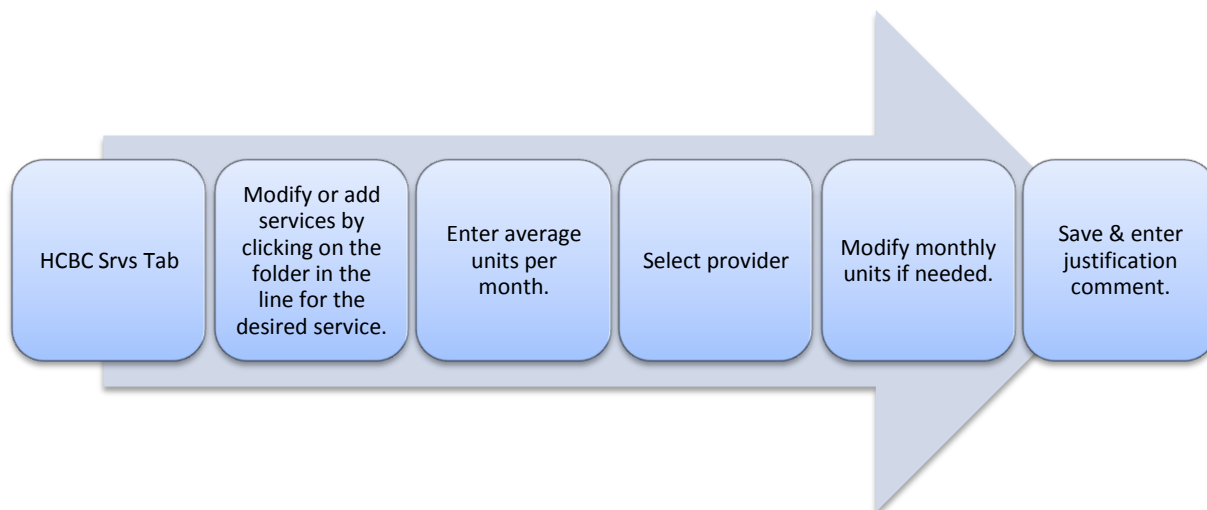 HCBC Srvs Tab
Modify or add
services by
clicking on the
folder in the
line for the
desired service.
Enter average
units per
month.
Select provider
Modify monthly
units if needed.
Save & enter
justification
comment.